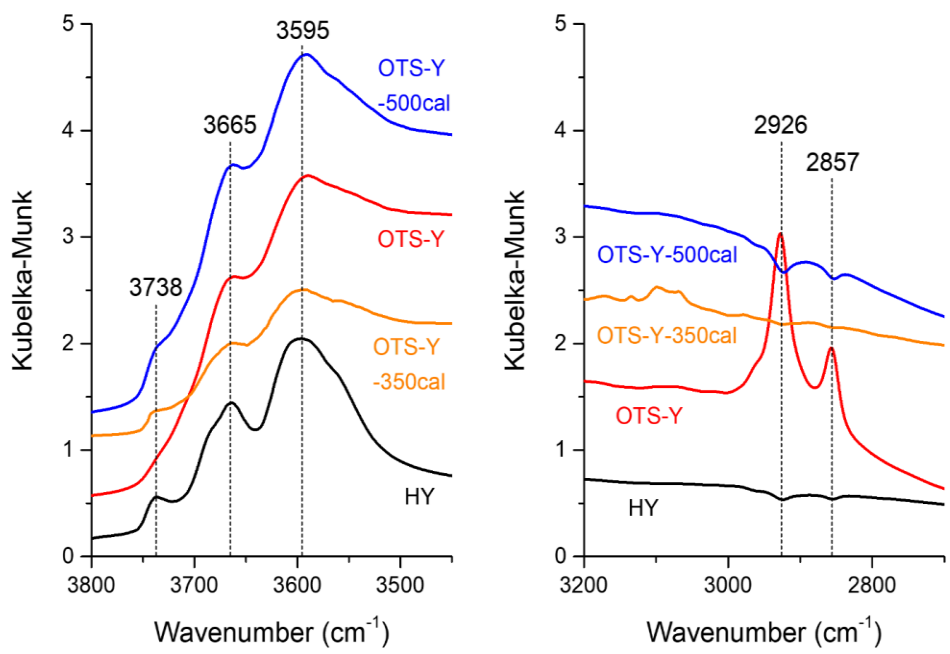 5
4
3
2
1
0
Kubelka-Munk
3595
3665
3738
OTS-Y
-500cal
OTS-Y
OTS-Y
-350cal
HY
3800
3700
3600
3500
Wavenumber (cm⁻¹)
5
4
3
2
1
0
Kubelka-Munk
2926
2857
OTS-Y-500cal
OTS-Y-350cal
OTS-Y
HY
3200
3000
2800
Wavenumber (cm⁻¹)